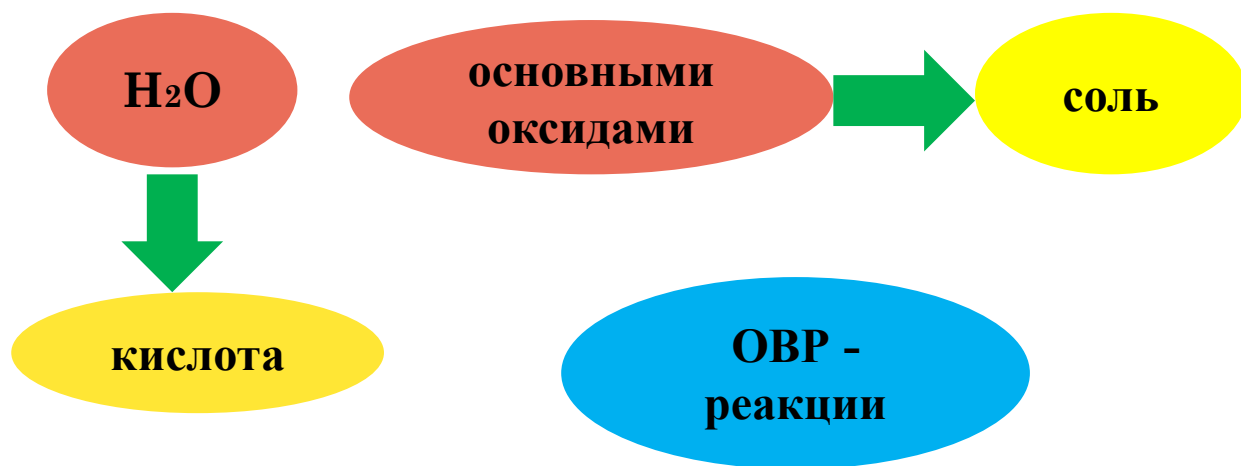 H₂O
основными
оксидами
соль
кислота
ОВР -
реакции